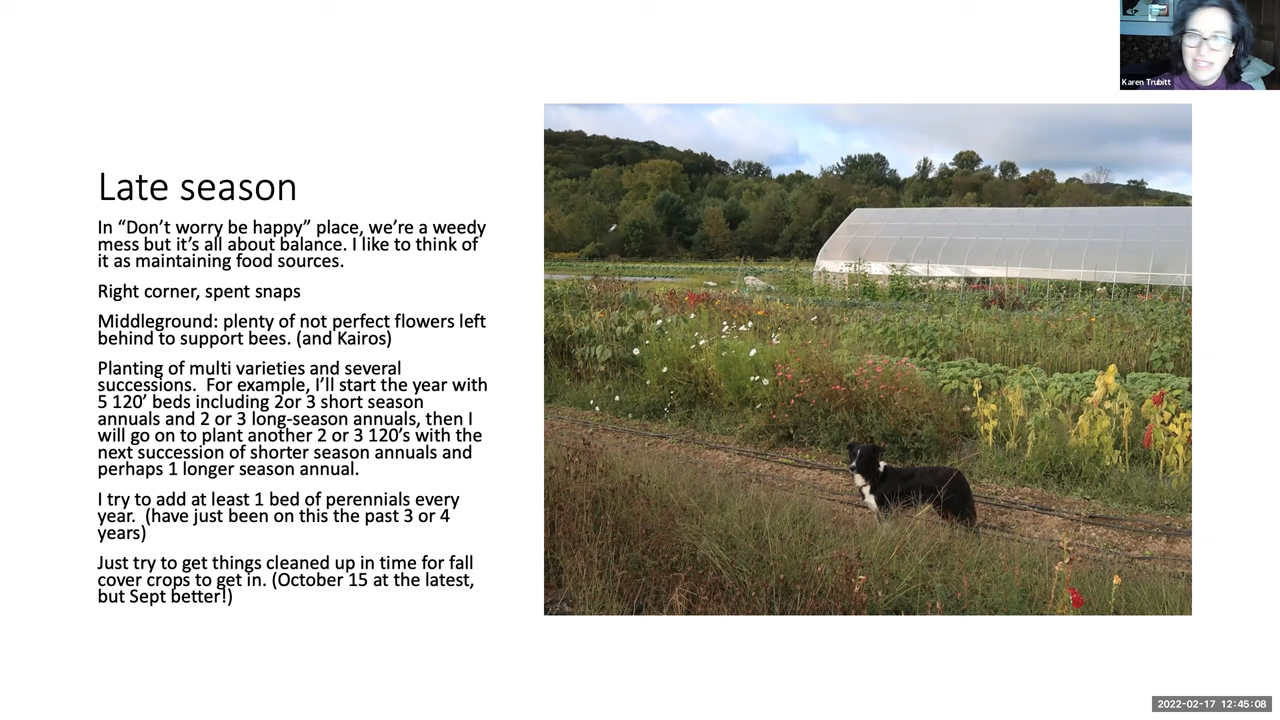 Karen Trubitt
Late season
In “Don’t worry be happy” place, we’re a weedy
mess but it’s all about balance. I like to think of
it as maintaining food sources.
Right corner, spent snaps
Middleground: plenty of not perfect flowers left
behind to support bees. (and Kairos)
Planting of multi varieties and several
successions.  For example, I’ll start the year with
5 120’ beds including 2or 3 short season
annuals and 2 or 3 long-season annuals, then I
will go on to plant another 2 or 3 120’s with the
next succession of shorter season annuals and
perhaps 1 longer season annual.
I try to add at least 1 bed of perennials every
year.  (have just been on this the past 3 or 4
years)
Just try to get things cleaned up in time for fall
cover crops to get in. (October 15 at the latest,
but Sept better!)
2022-02-17 12:45:08